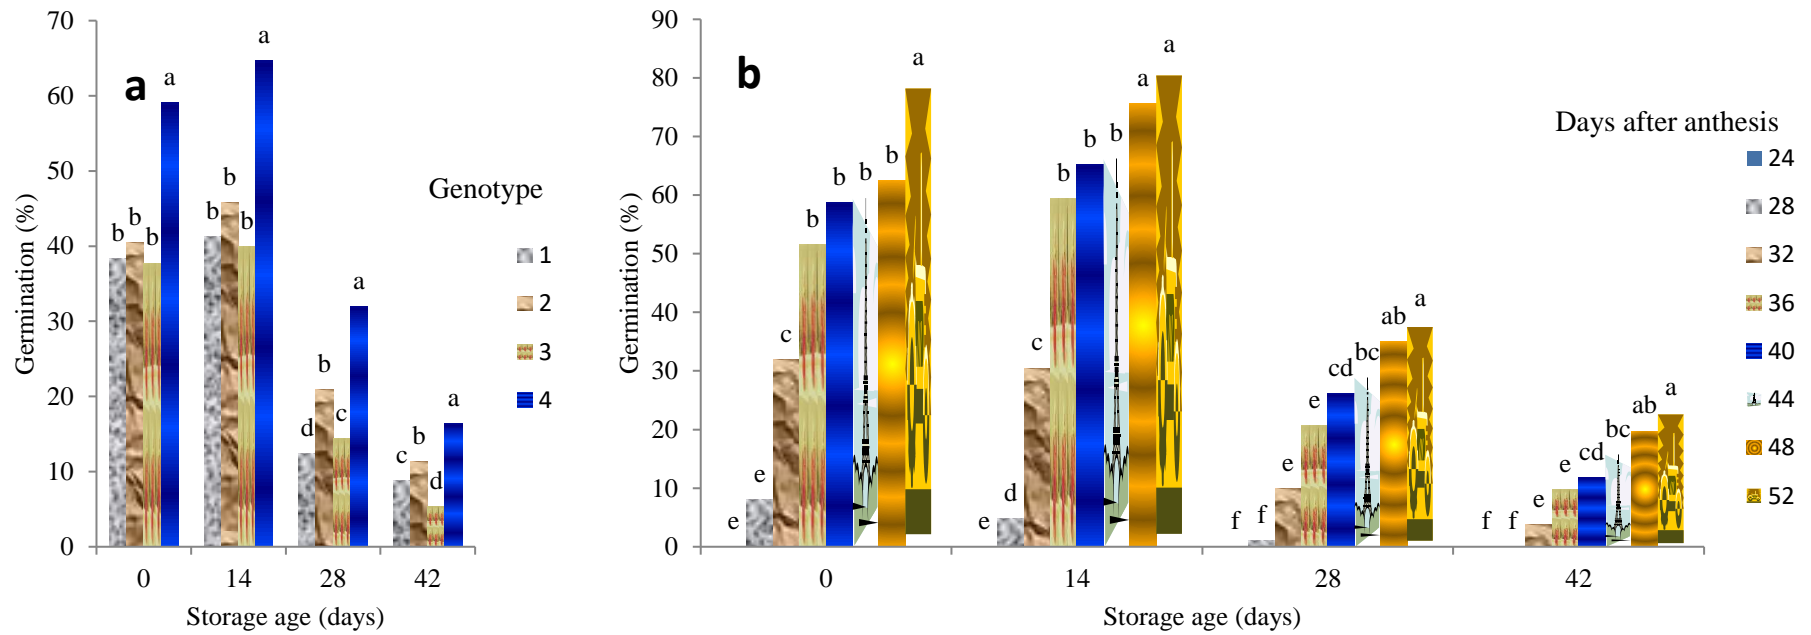 a
Germination (%)
70
60
50
40
30
20
10
0
b
b
b
a
b
b
b
a
d
b
c
a
c
b
d
a
0
14
28
42
Storage age (days)
Genotype
1
2
3
4
b
Germination (%)
90
80
70
60
50
40
30
20
10
0
e
e
c
b
b
b
b
a
e
d
c
b
b
b
a
a
f
f
e
e
cd
bc
ab
a
f
f
e
e
cd
bc
ab
a
0
14
28
42
Storage age (days)
Days after anthesis
24
28
32
36
40
44
48
52